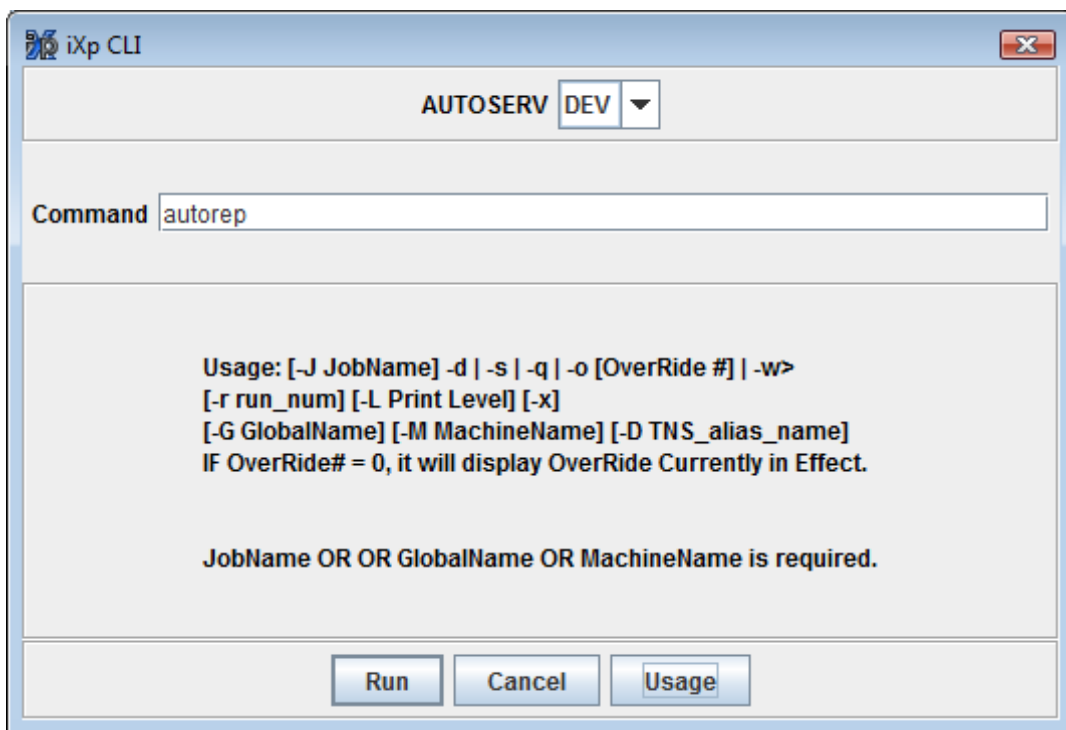 iXp CLI
AUTOSERV DEV
Command autorep
Usage: [-J JobName] -d | -s | -q | -o [OverRide #] | -w>
[-r run_num] [-L Print Level] [-x]
[-G GlobalName] [-M MachineName] [-D TNS_alias_name]
IF OverRide# = 0, it will display OverRide Currently in Effect.
JobName OR OR GlobalName OR MachineName is required.
Run Cancel Usage